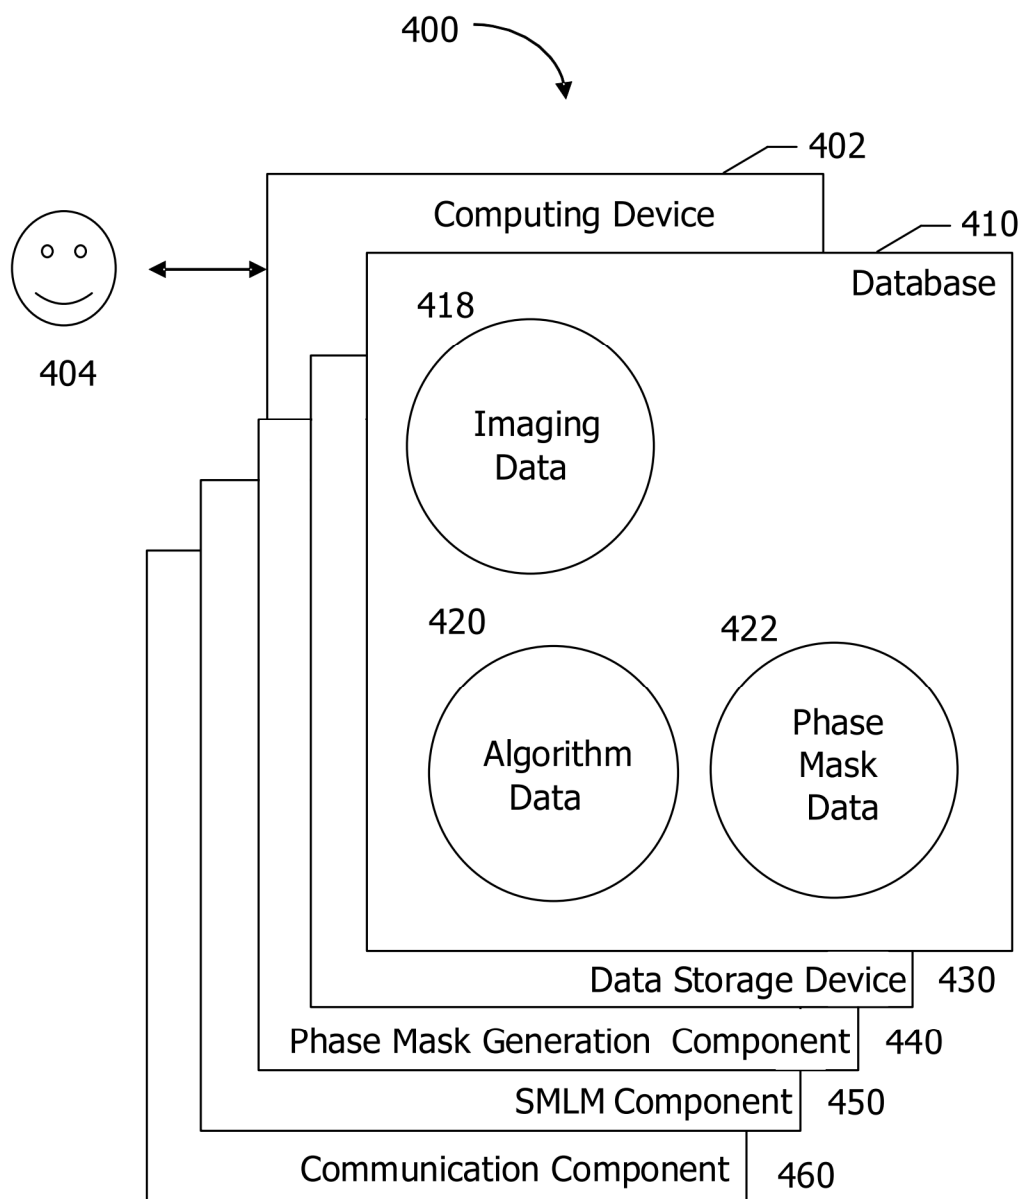 400
402
Computing Device
410
Database
418
404
Imaging
Data
420
422
Phase
Mask
Data
Algorithm
Data
Data Storage Device
430
Phase Mask Generation Component
440
SMLM Component
450
Communication Component
460